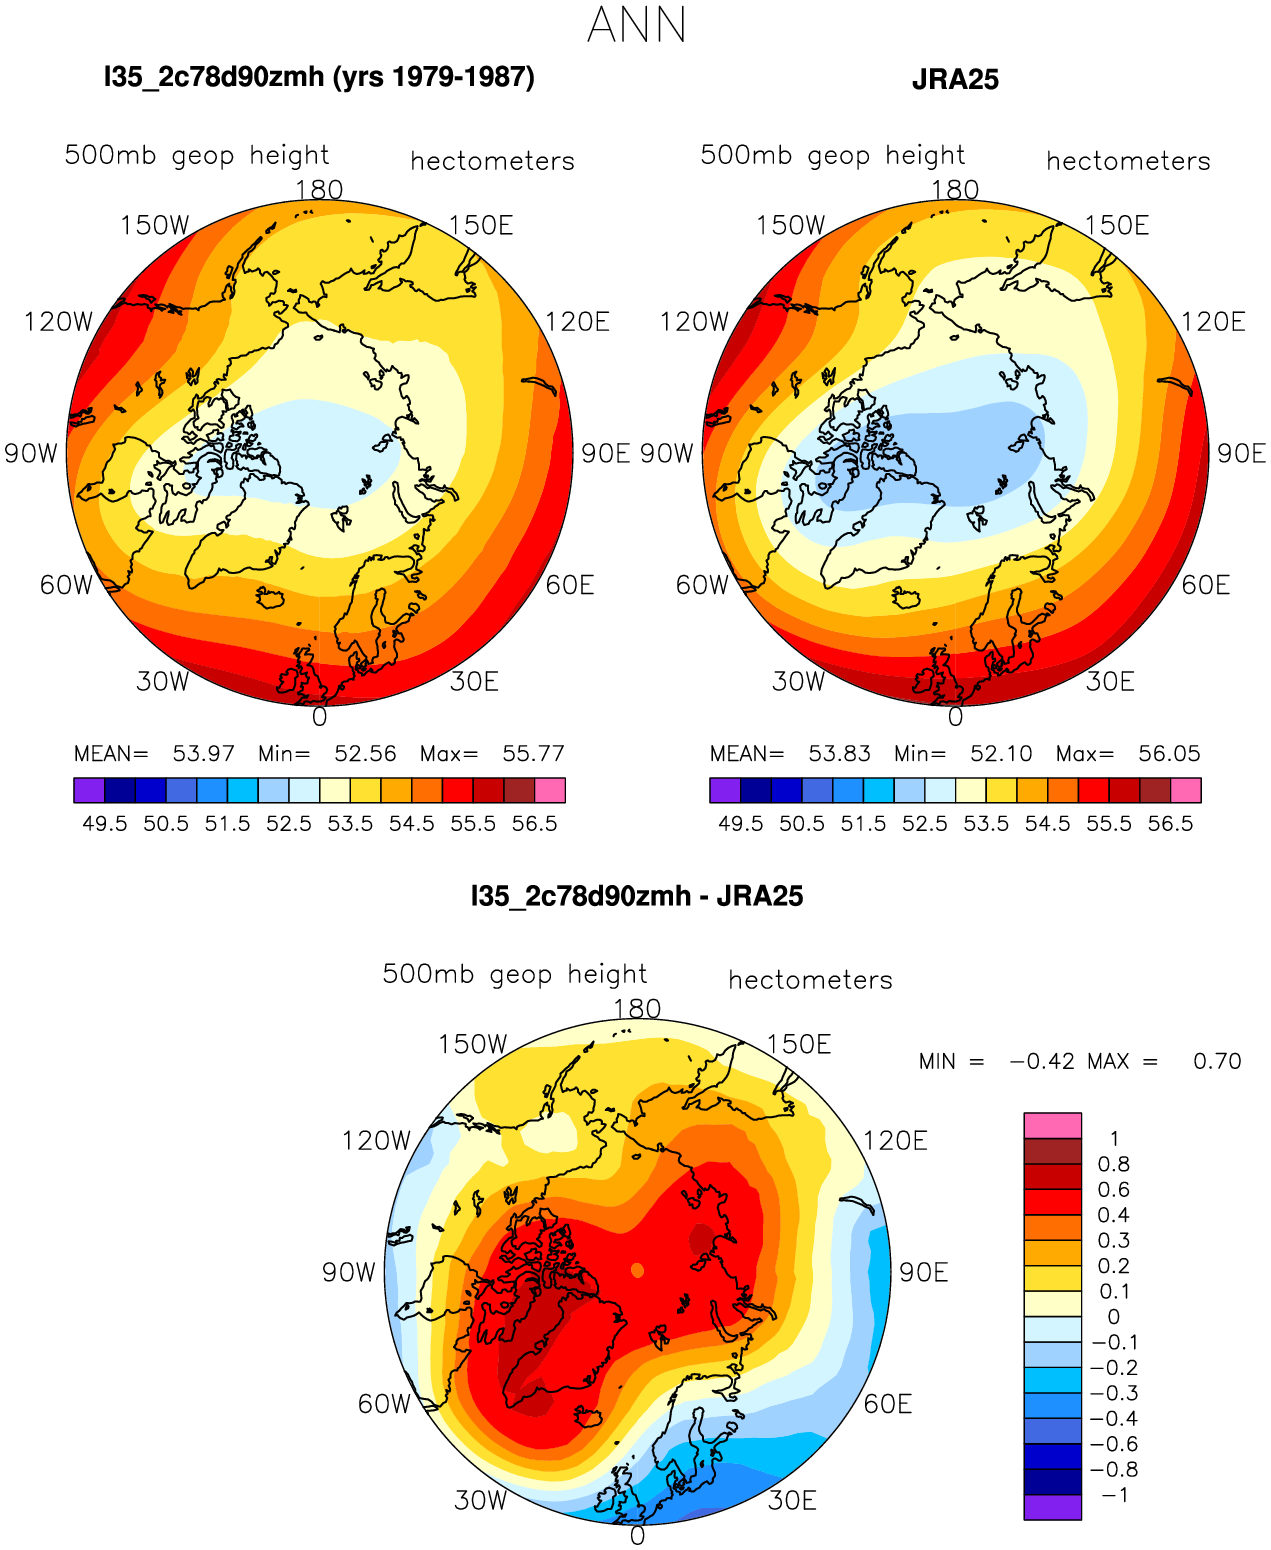 ANN
I35_2c78d90zmh (yrs 1979-1987)
JRA25
500mb geop height hectometers
500mb geop height hectometers
180
180
150W 150E
150W 150E
120W 120E
120W 120E
90W 90E
90W 90E
60W 60E
60W 60E
30W 30E
30W 30E
0
0
MEAN= 53.97 Min= 52.56 Max= 55.77
MEAN= 53.83 Min= 52.10 Max= 56.05
49.5 50.5 51.5 52.5 53.5 54.5 55.5 56.5
49.5 50.5 51.5 52.5 53.5 54.5 55.5 56.5
I35_2c78d90zmh - JRA25
500mb geop height hectometers
180
150W 150E
MIN = -0.42 MAX = 0.70
120W 120E
90W 90E
60W 60E
30W 30E
0
1
0.8
0.6
0.4
0.3
0.2
0.1
0
-0.1
-0.2
-0.3
-0.4
-0.6
-0.8
-1